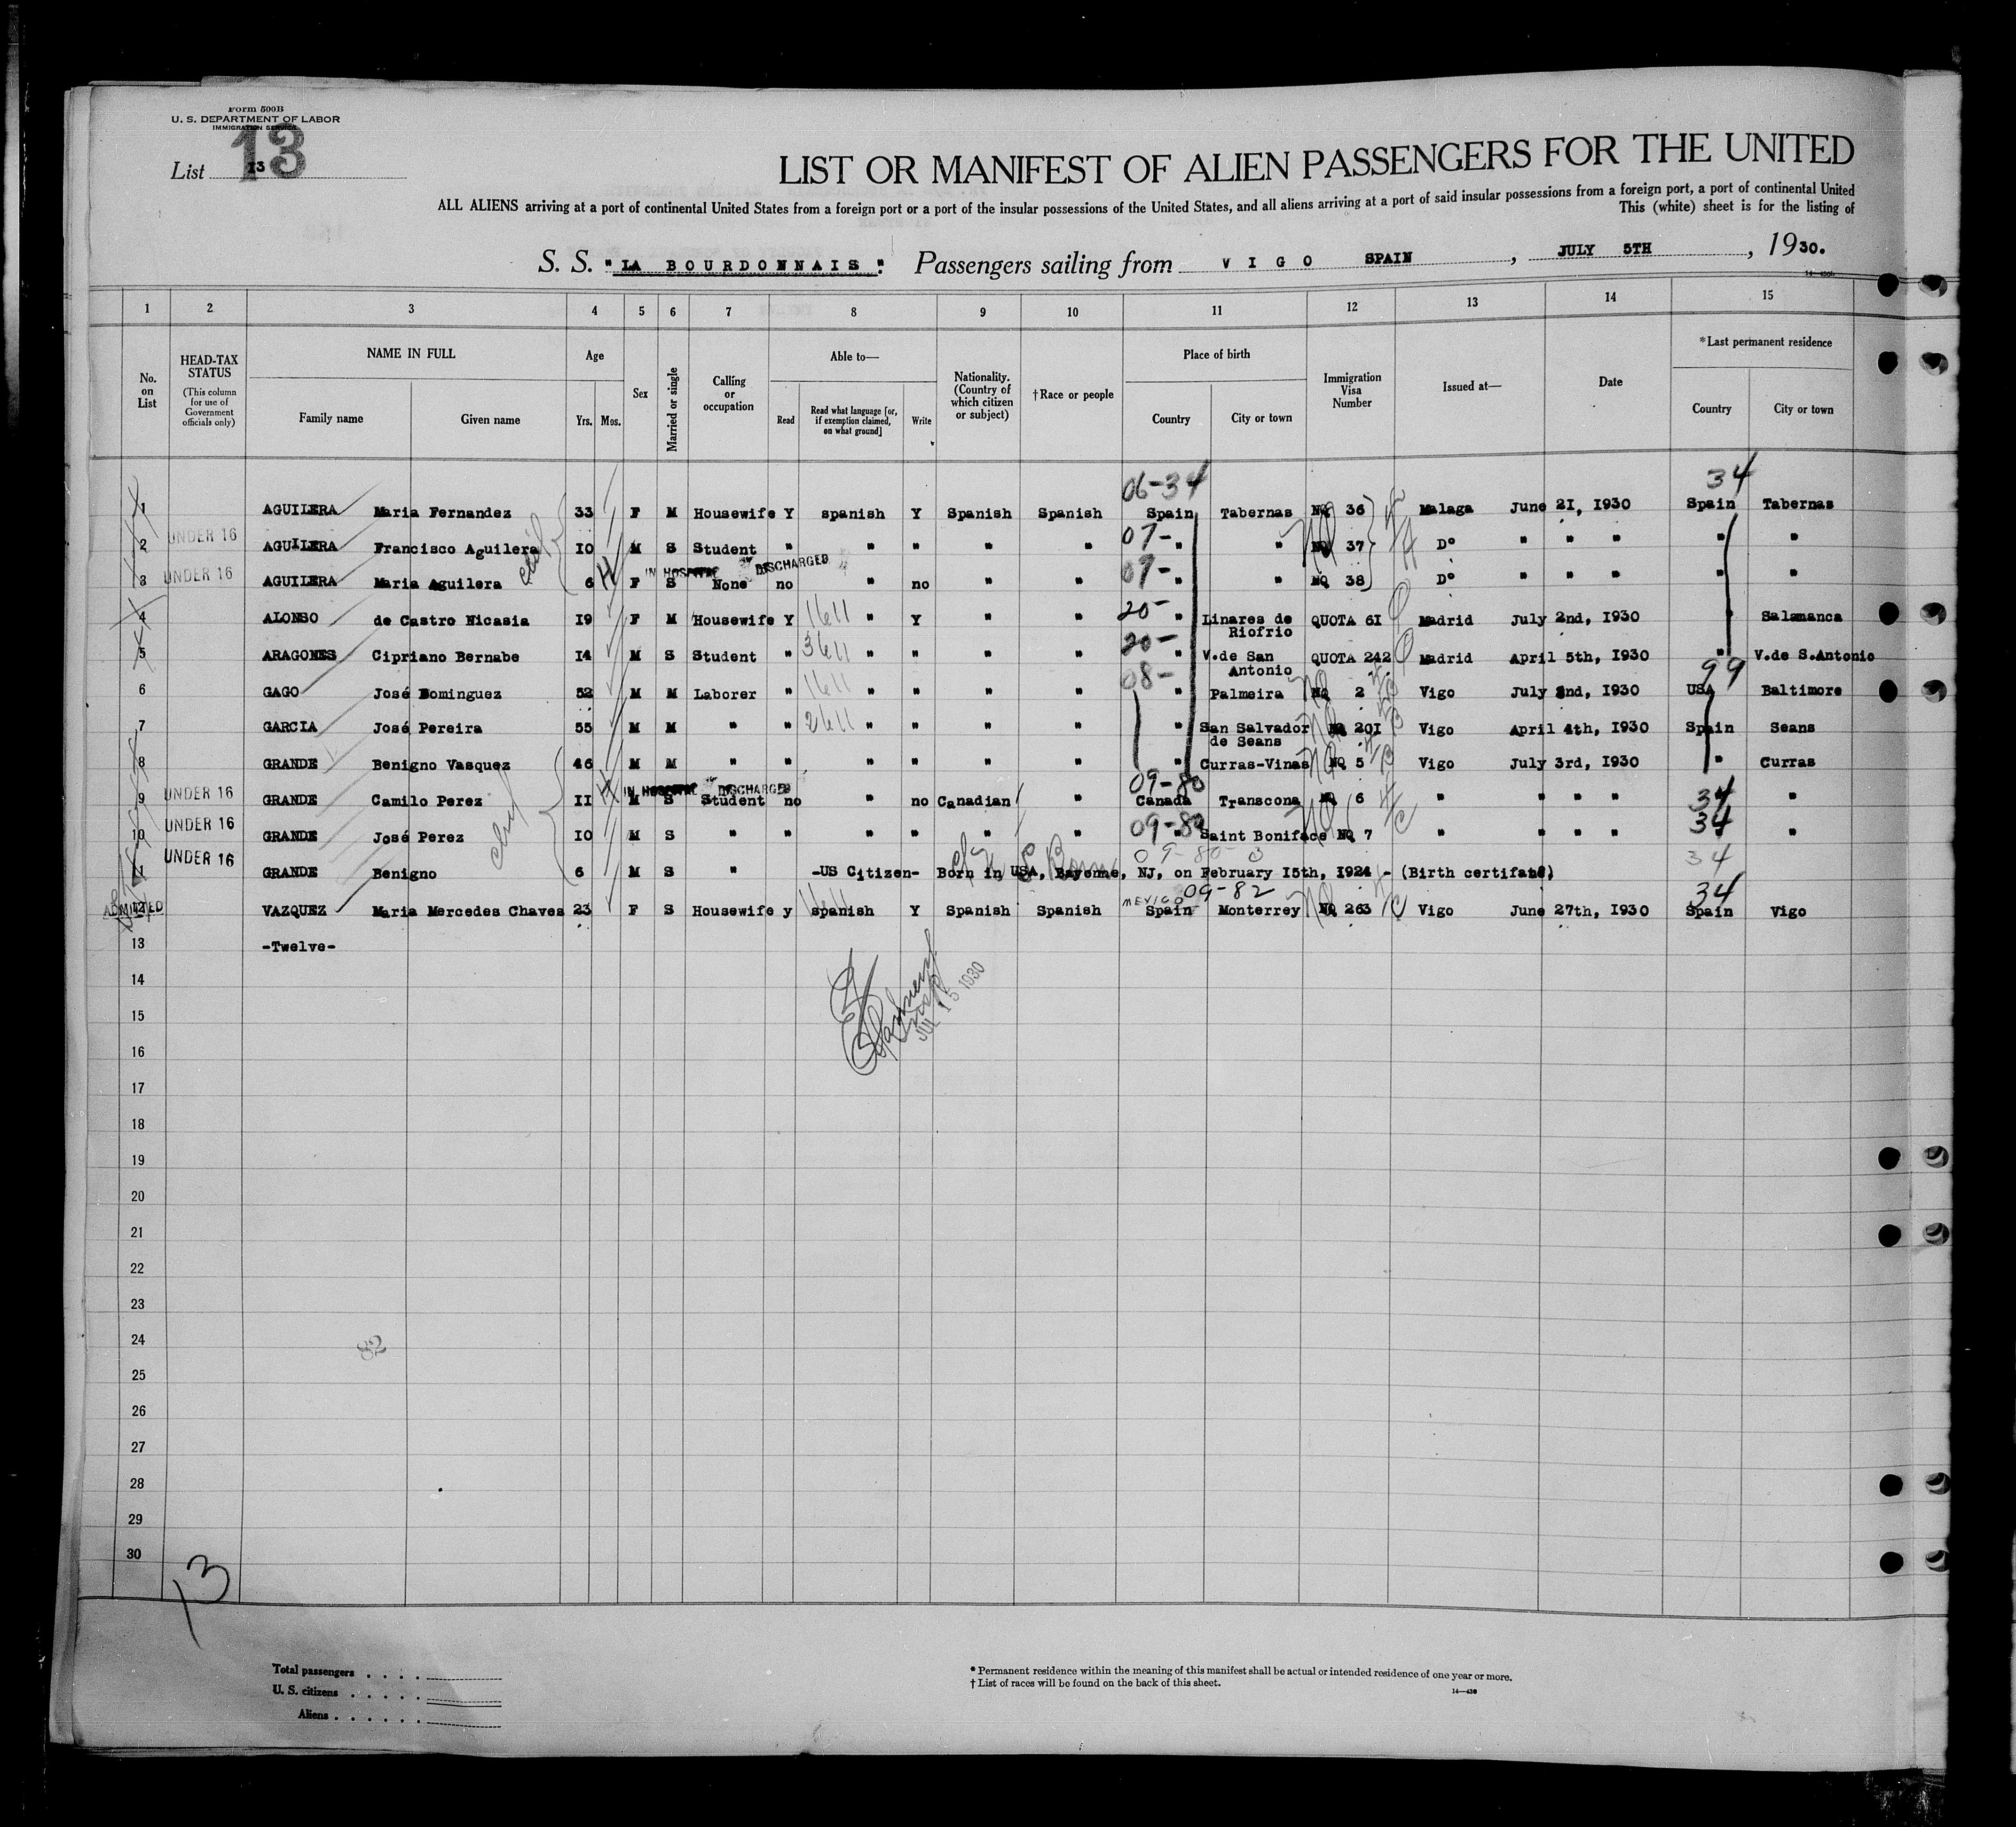 Form 500B
U. S. DEPARTMENT OF LABOR
IMMIGRATION SERVICE
List 13
13
LIST OR MANIFEST OF ALIEN PASSENGERS FOR THE UNITED
ALL ALIENS arriving at a port of continental United States from a foreign port or a port of the insular possessions of the United States, and all aliens arriving at a port of said insular possessions from a foreign port, a port of continental United
This (white) sheet is for the listing of
S. S. "LA BOURDONNAIS". Passengers sailing from VIGO SPAIN, JULY 5TH, 1930.
1 2 3 4 5 6 7 8 9 10 11 12 13 14 15
No. on List
HEAD-TAX STATUS (This column for use of Government officials only)
NAME IN FULL
Family name Given name
Age
Yrs. Mos.
Sex
Married or single
Calling or occupation
Able to—
Read Read what language [or, if exemption claimed, on what ground] Write
Nationality. (Country of which citizen or subject)
†Race or people
Place of birth
Country City or town
Immigration Visa Number
Issued at—
Date
*Last permanent residence
Country City or town
06-34 34
1 AGUILERA Maria Fernandez 33 F M Housewife Y spanish Y Spanish Spanish Spain Tabernas NQ 36 Malaga June 21, 1930 Spain Tabernas
2 UNDER 16 AGUILERA Francisco Aguilera 10 M S Student " " " " " 07- " " NQ 37 D° " " " " "
IN HOSPITAL DISCHARGED
3 UNDER 16 AGUILERA Maria Aguilera 6 F S None no " no " " 07- " " NQ 38 D° " " " " "
4 ALONSO de Castro Nicasia 19 F M Housewife Y " Y " " 20- " Linares de Riofrio QUOTA 61 Madrid July 2nd, 1930 " Salamanca
5 ARAGONES Cipriano Bernabe 14 M S Student " " " " " 20- " V.de San Antonio QUOTA 242 Madrid April 5th, 1930 " V.de S.Antonio
99
6 GAGO José Dominguez 52 M M Laborer " " " " " 08- " Palmeira NQ 2 Vigo July 2nd, 1930 USA Baltimore
7 GARCIA José Pereira 55 M M " " " " " " " San Salvador de Seans NQ 201 Vigo April 4th, 1930 Spain Seans
8 GRANDE Benigno Vasquez 46 M M " " " " " " " Curras-Vinas NQ 5 Vigo July 3rd, 1930 " Curras
IN HOSPITAL DISCHARGED 09-80
9 UNDER 16 GRANDE Camilo Perez 11 M S Student no " no Canadian " Canada Transcona NQ 6 " " " " 34 "
10 UNDER 16 GRANDE José Perez 10 M S " " " " " " 09-80 " Saint Boniface NQ 7 " " " " 34 "
11 UNDER 16 GRANDE Benigno 6 M S " -US Citizen- Born in USA, Bayonne, NJ, on February 15th, 1924 - (Birth certifate) 34
ADMITTED MEXICO 09-82 34
12 VAZQUEZ Maria Mercedes Chaves 23 F S Housewife y spanish Y Spanish Spanish Spain Monterrey NQ 263 Vigo June 27th, 1930 Spain Vigo
13 -Twelve-
14
JUL 15 1930
15
16
17
18
19
20
21
22
23
24
82
25
26
27
28
29
30
13
Total passengers
U. S. citizens
Aliens
* Permanent residence within the meaning of this manifest shall be actual or intended residence of one year or more.
† List of races will be found on the back of this sheet.
14—430